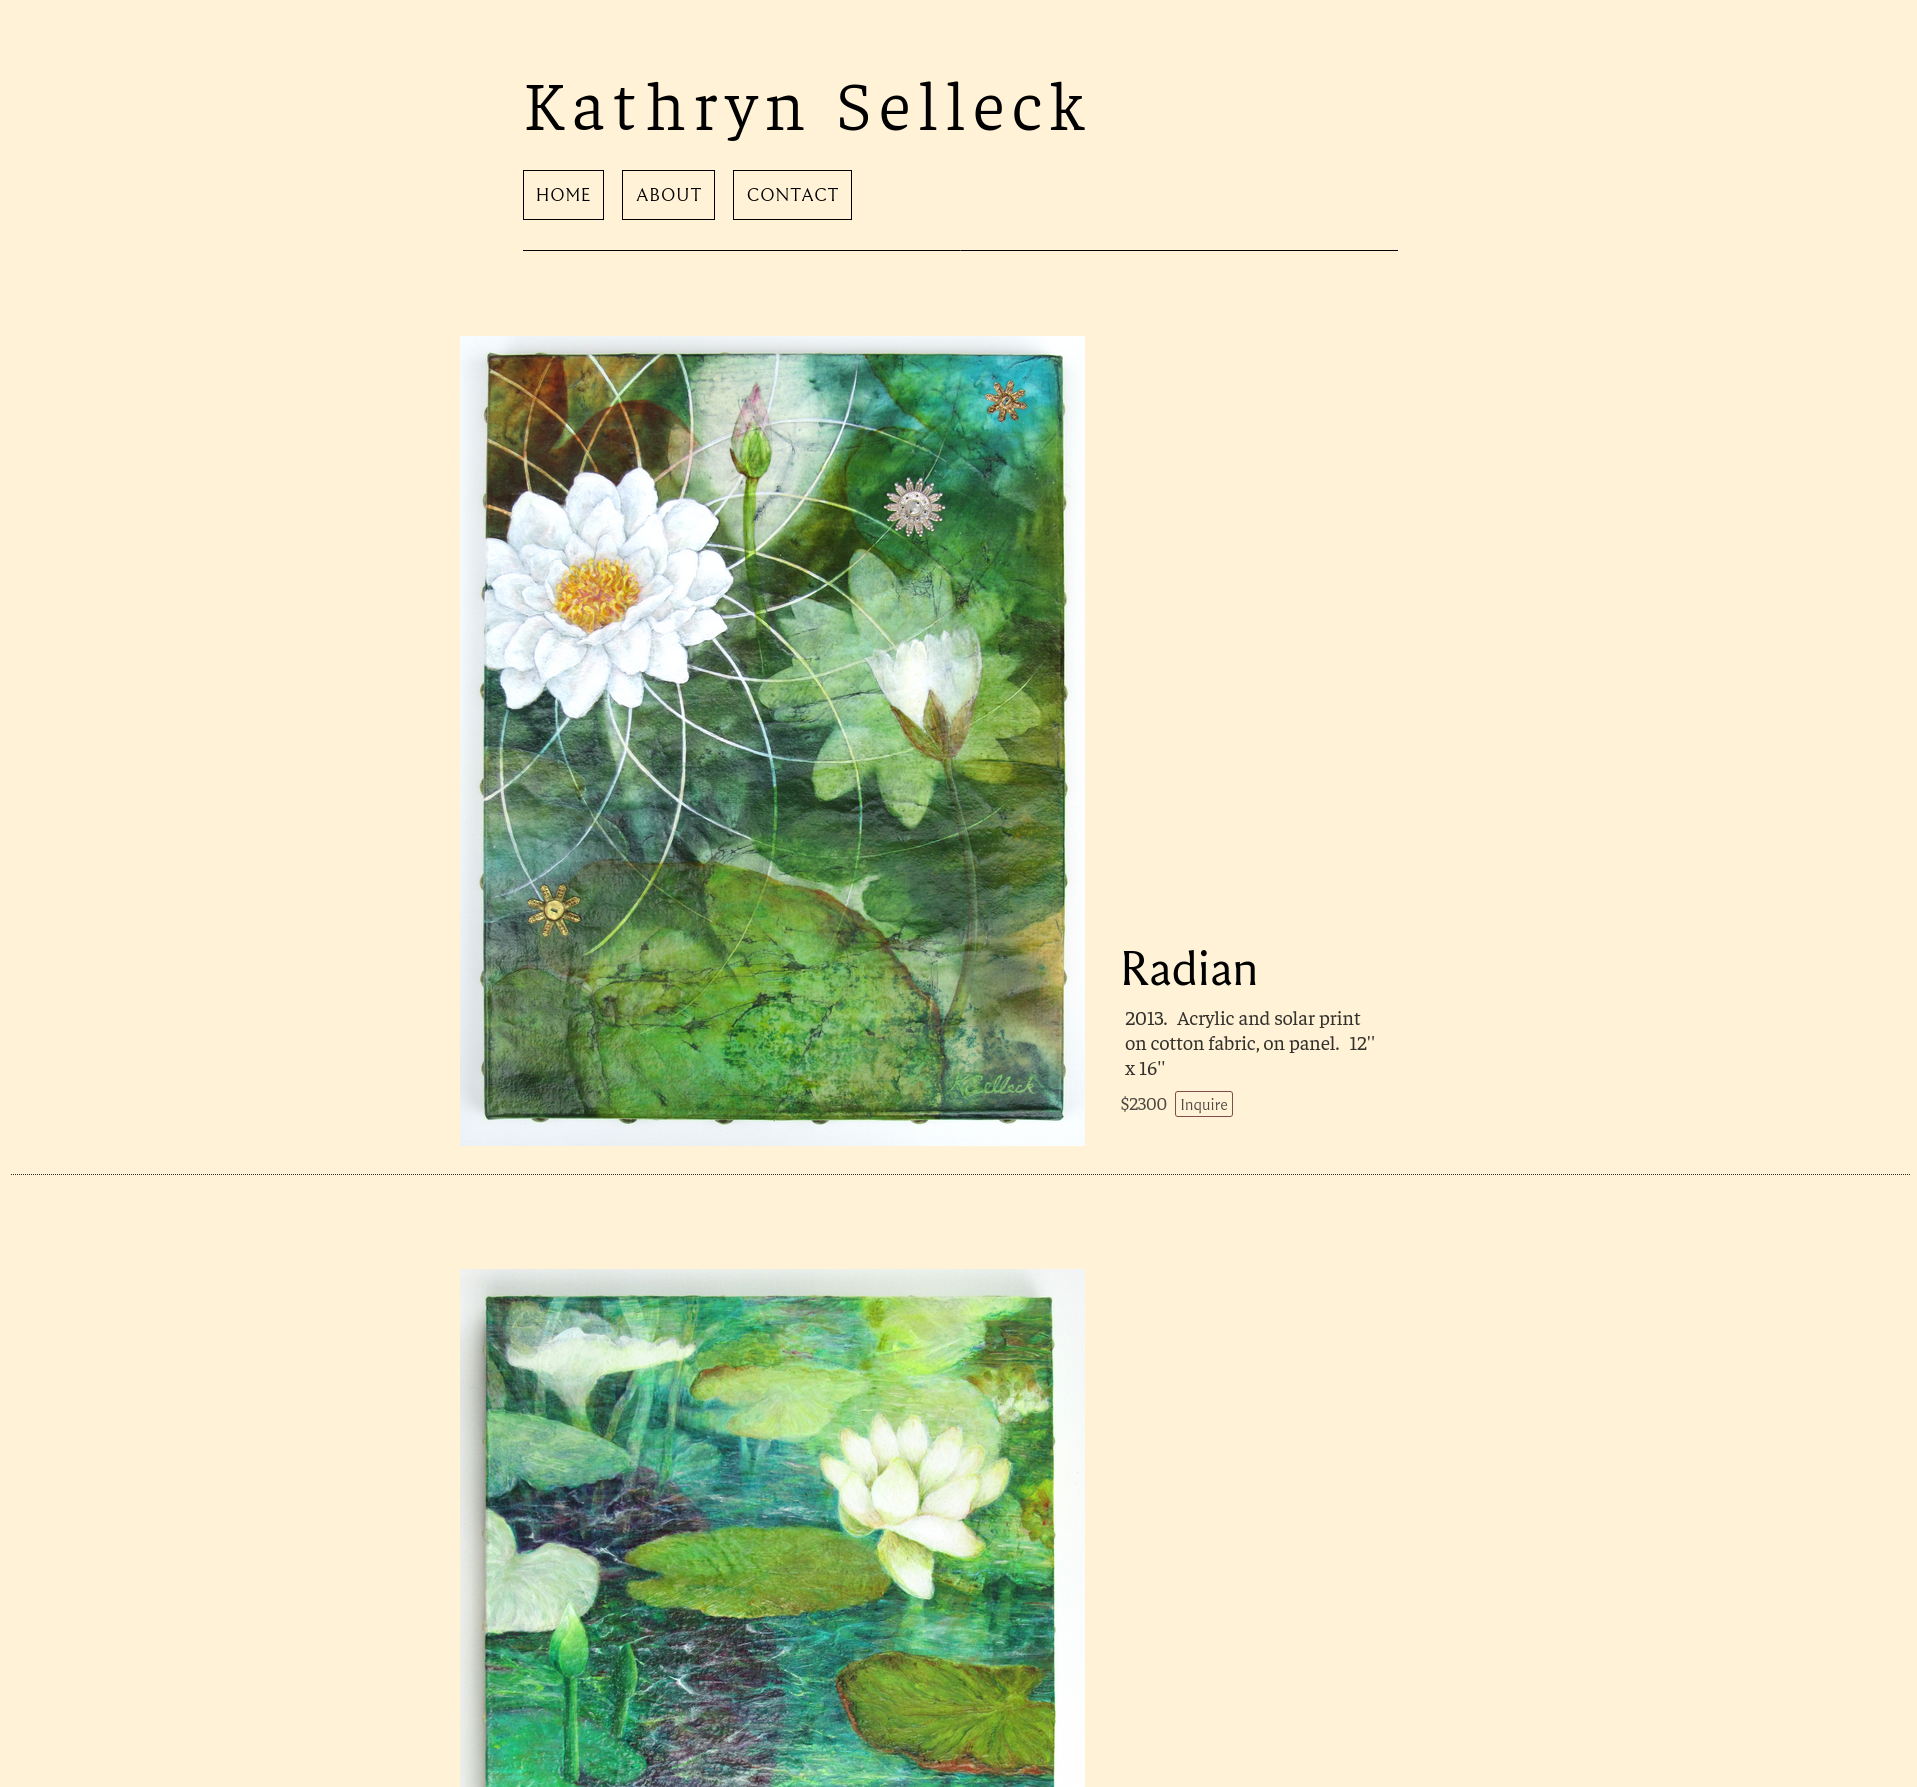 Kathryn Selleck
HOME ABOUT CONTACT
KSelleck
Radian
2013. Acrylic and solar print
on cotton fabric, on panel. 12"
x 16"
$2300 Inquire